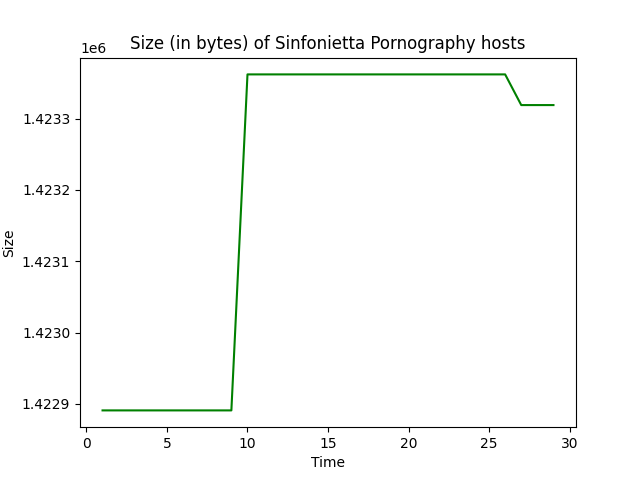 Size (in bytes) of Sinfonietta Pornography hosts
1e6
1.4233
1.4232
1.4231
1.4230
1.4229
Size
0 5 10 15 20 25 30
Time